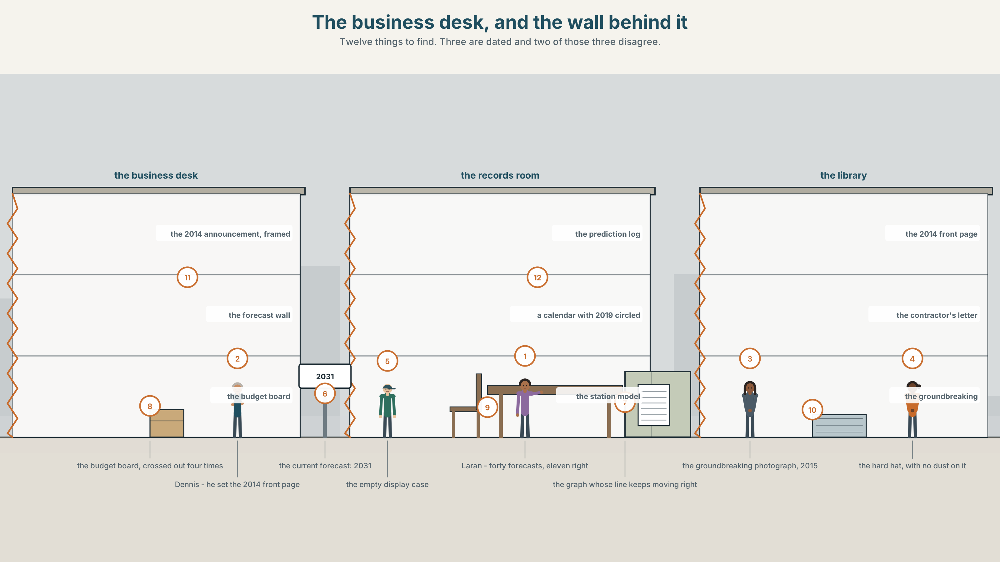 The business desk, and the wall behind it
Twelve things to find. Three are dated and two of those three disagree.
the business desk
the records room
the library
the 2014 announcement, framed
the prediction log
the 2014 front page
11
12
the forecast wall
a calendar with 2019 circled
the contractor's letter
2
5
1
3
4
2031
the budget board
6
the station model
7
the groundbreaking
8
9
10
the budget board, crossed out four times
the current forecast: 2031
Laran - forty forecasts, eleven right
the groundbreaking photograph, 2015
the hard hat, with no dust on it
Dennis - he set the 2014 front page
the empty display case
the graph whose line keeps moving right